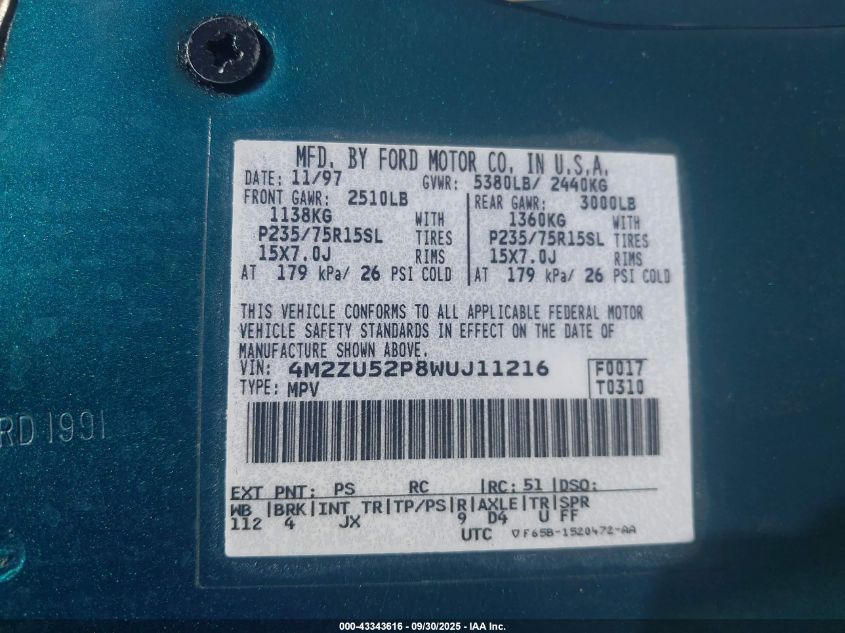 MFD. BY FORD MOTOR CO. IN U.S.A.
DATE: 11/97 GVWR: 5380LB/ 2440KG
FRONT GAWR: 2510LB REAR GAWR: 3000LB
1138KG WITH 1360KG WITH
P235/75R15SL TIRES P235/75R15SL TIRES
15X7.0J RIMS 15X7.0J RIMS
AT 179 kPa/ 26 PSI COLD AT 179 kPa/ 26 PSI COLD
THIS VEHICLE CONFORMS TO ALL APPLICABLE FEDERAL MOTOR
VEHICLE SAFETY STANDARDS IN EFFECT ON THE DATE OF
MANUFACTURE SHOWN ABOVE.
VIN: 4M2ZU52P8WUJ11216 F0017
TYPE: MPV T0310
RD 1991
EXT PNT: PS RC RC: 51 DSO:
WB BRK INT TR TP/PS R AXLE TR SPR
112 4 JX 9 D4 U FF
UTC ▽F65B-1520472-AA
000-43343616 - 09/30/2025 - IAA Inc.